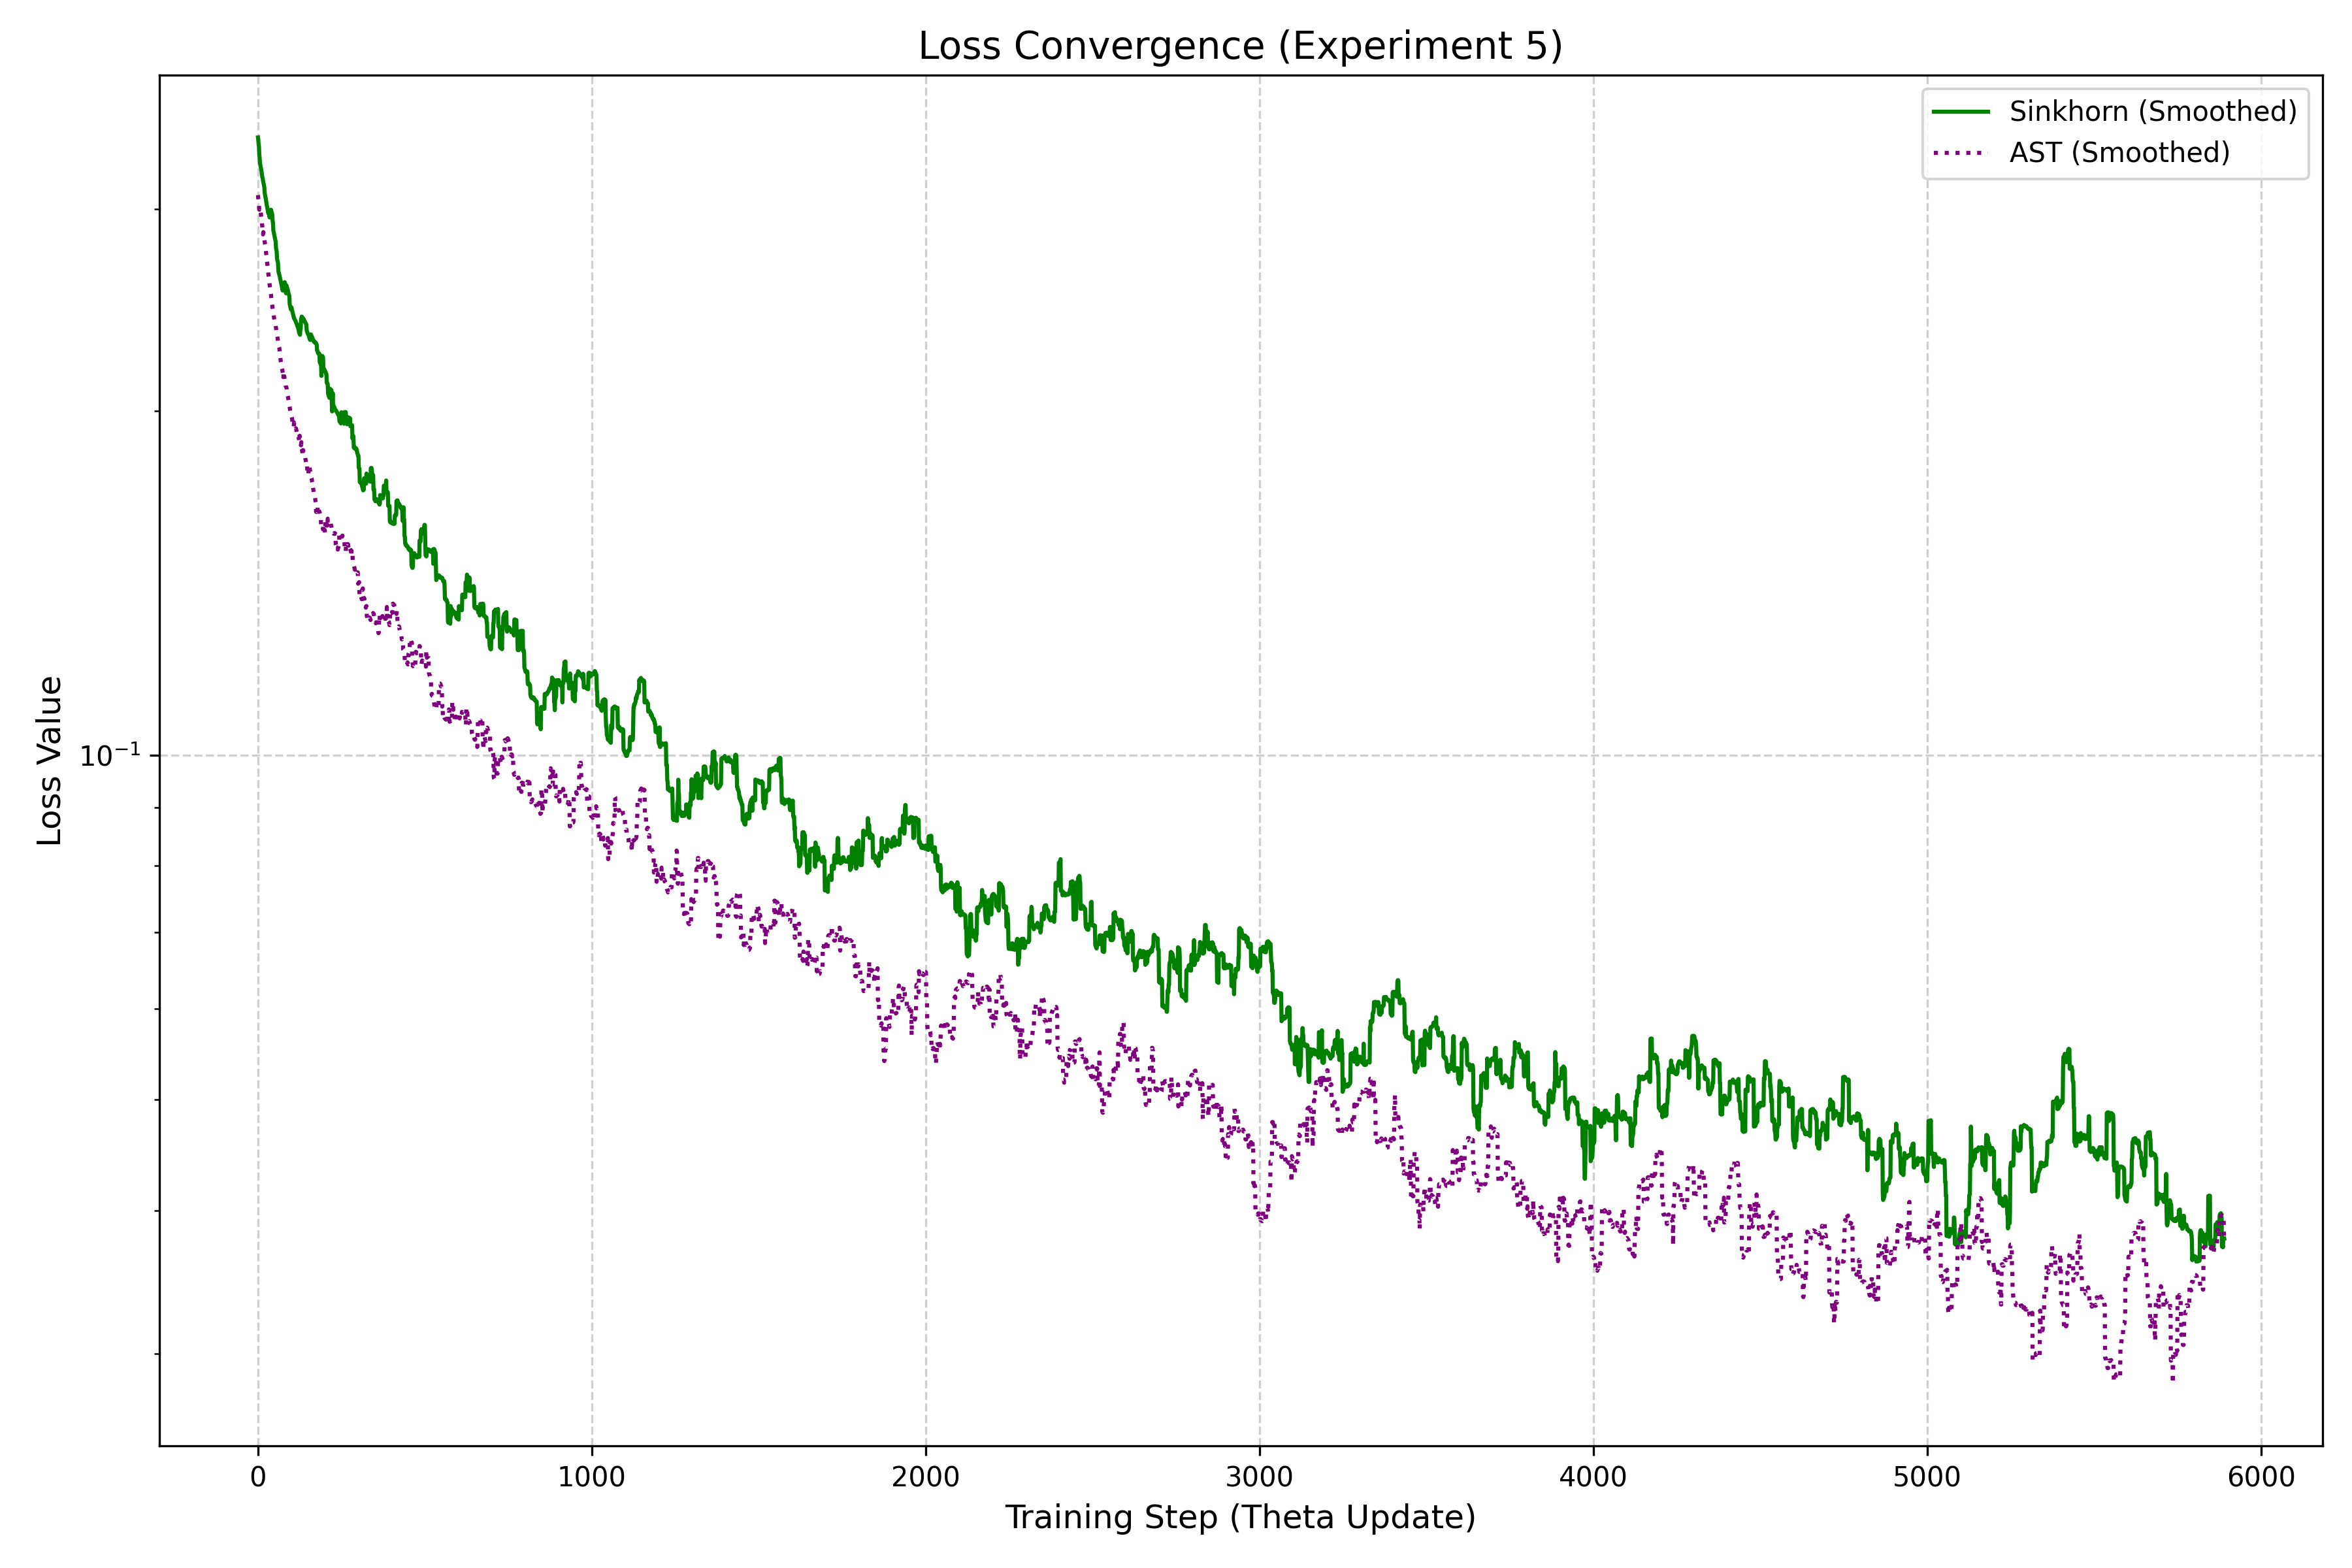 Loss Convergence (Experiment 5)
Sinkhorn (Smoothed)
AST (Smoothed)
Loss Value
10⁻¹
0 1000 2000 3000 4000 5000 6000
Training Step (Theta Update)